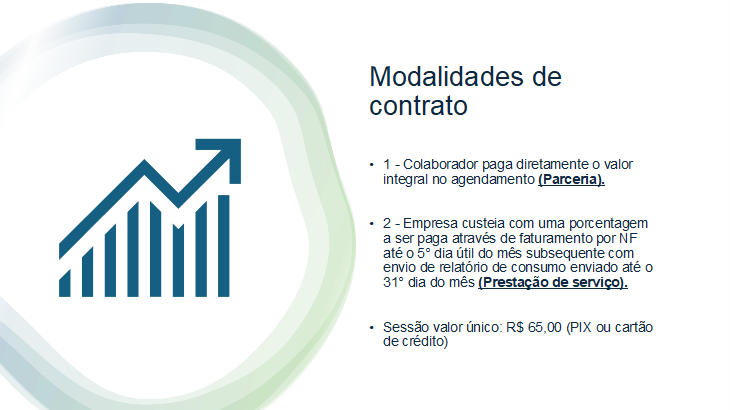 Modalidades de
contrato
• 1 - Colaborador paga diretamente o valor
integral no agendamento (Parceria).
• 2 - Empresa custeia com uma porcentagem
a ser paga através de faturamento por NF
até o 5° dia útil do mês subsequente com
envio de relatório de consumo enviado até o
31° dia do mês (Prestação de serviço).
• Sessão valor único: R$ 65,00 (PIX ou cartão
de crédito)